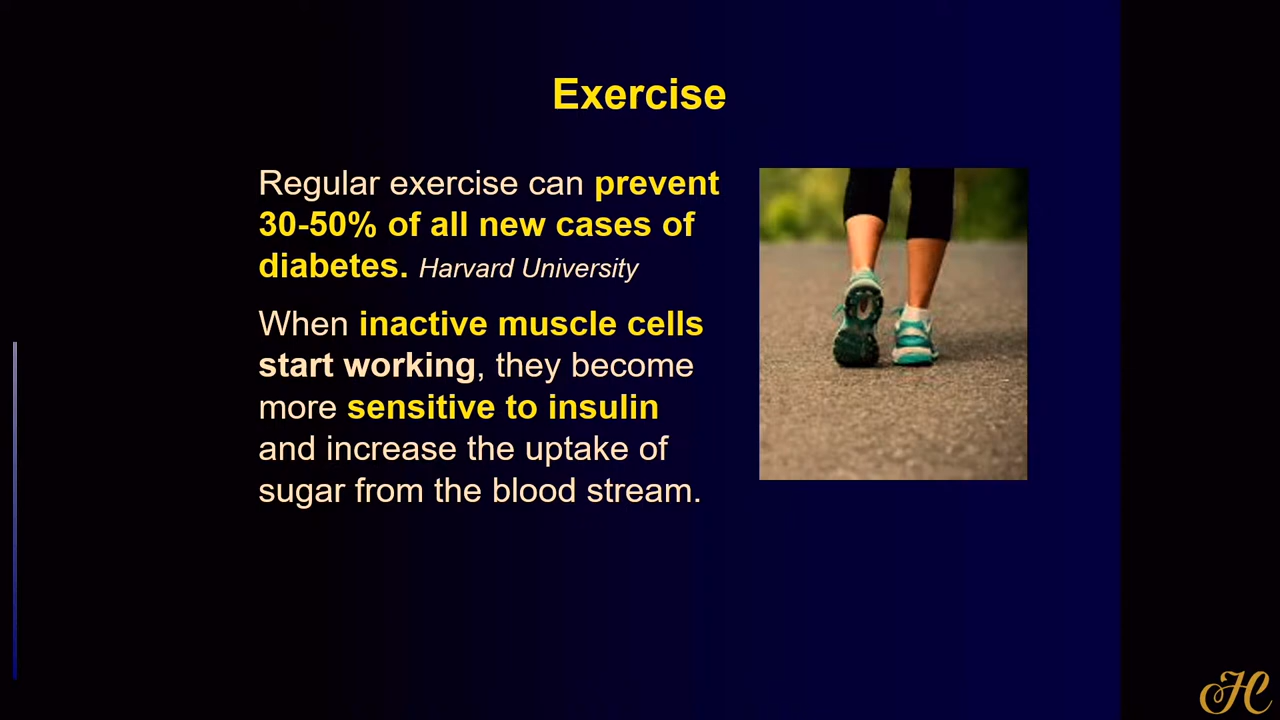 Exercise
Regular exercise can prevent
30-50% of all new cases of
diabetes. Harvard University
When inactive muscle cells
start working, they become
more sensitive to insulin
and increase the uptake of
sugar from the blood stream.
HC